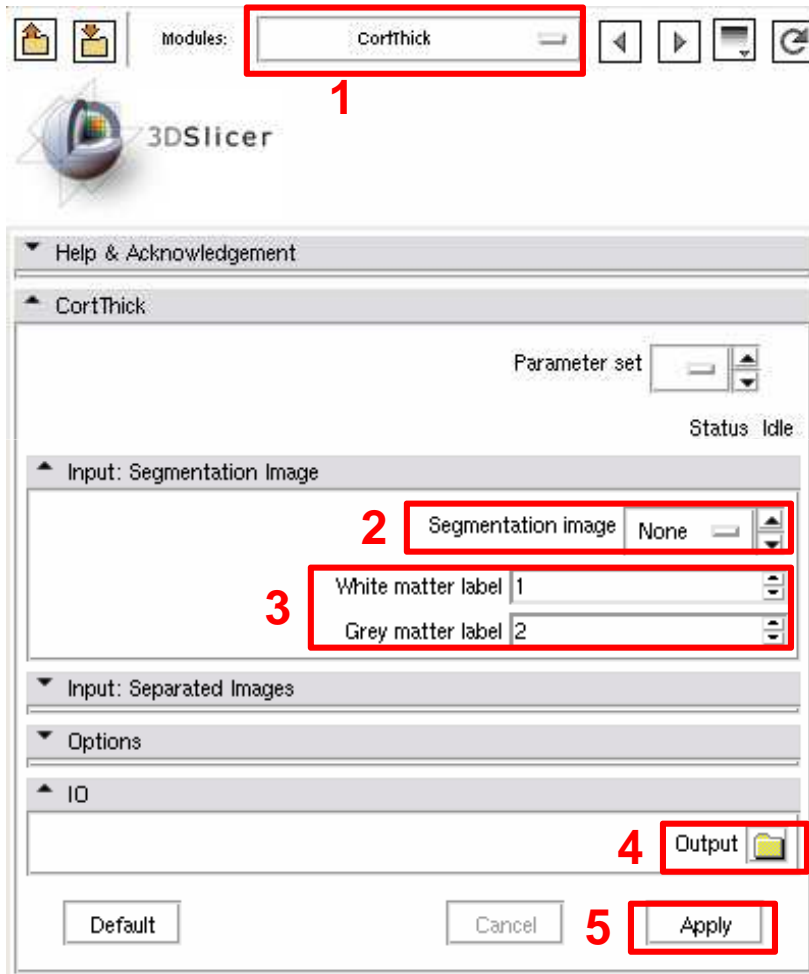 Modules: CortThick
1
3DSlicer
Help & Acknowledgement
CortThick
Parameter set
Status Idle
Input: Segmentation Image
2 Segmentation image None
3 White matter label 1
Grey matter label 2
Input: Separated Images
Options
IO
4 Output
Default Cancel 5 Apply